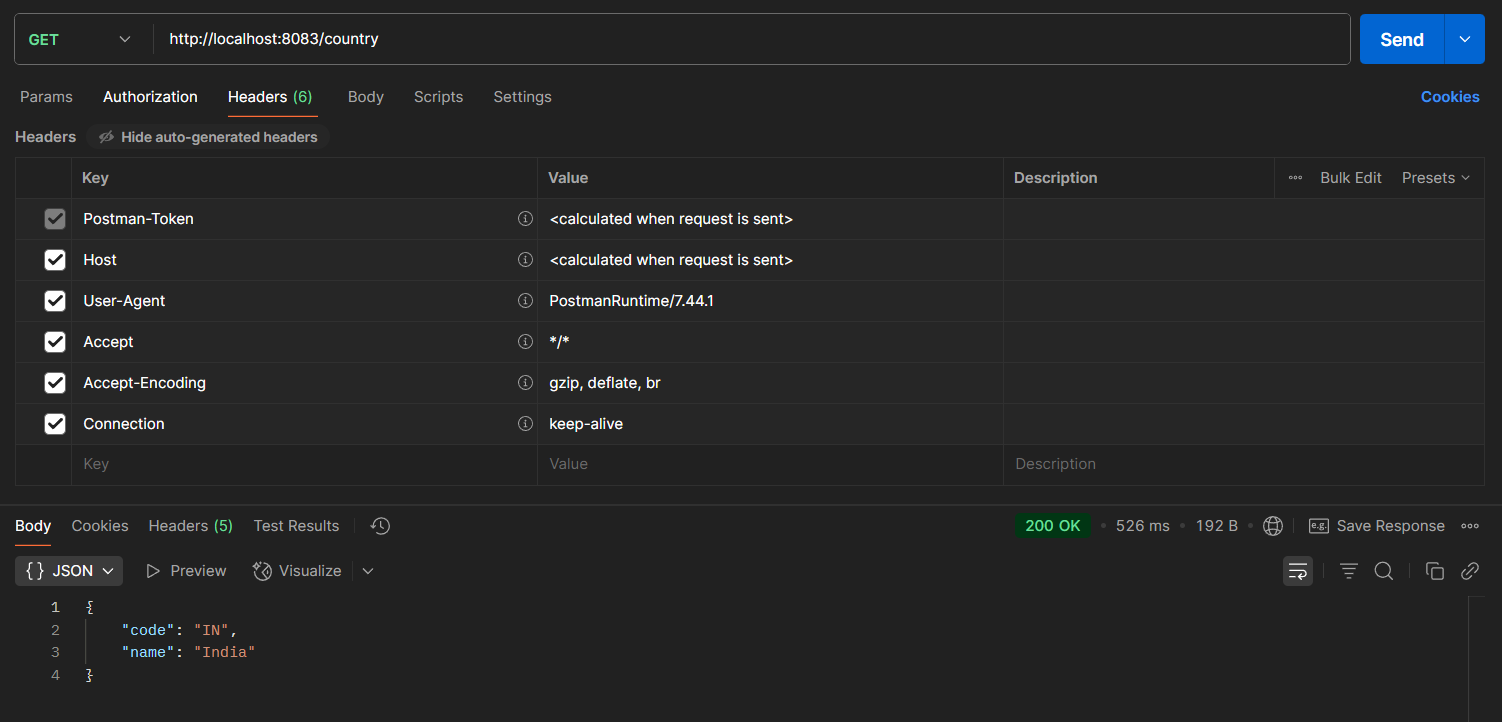 GET http://localhost:8083/country Send
Params Authorization Headers (6) Body Scripts Settings Cookies
Headers Hide auto-generated headers
Key Value Description Bulk Edit Presets
Postman-Token <calculated when request is sent>
Host <calculated when request is sent>
User-Agent PostmanRuntime/7.44.1
Accept */*
Accept-Encoding gzip, deflate, br
Connection keep-alive
Key Value Description
Body Cookies Headers (5) Test Results 200 OK 526 ms 192 B e.g. Save Response
{} JSON Preview Visualize
1 {
2 "code": "IN",
3 "name": "India"
4 }